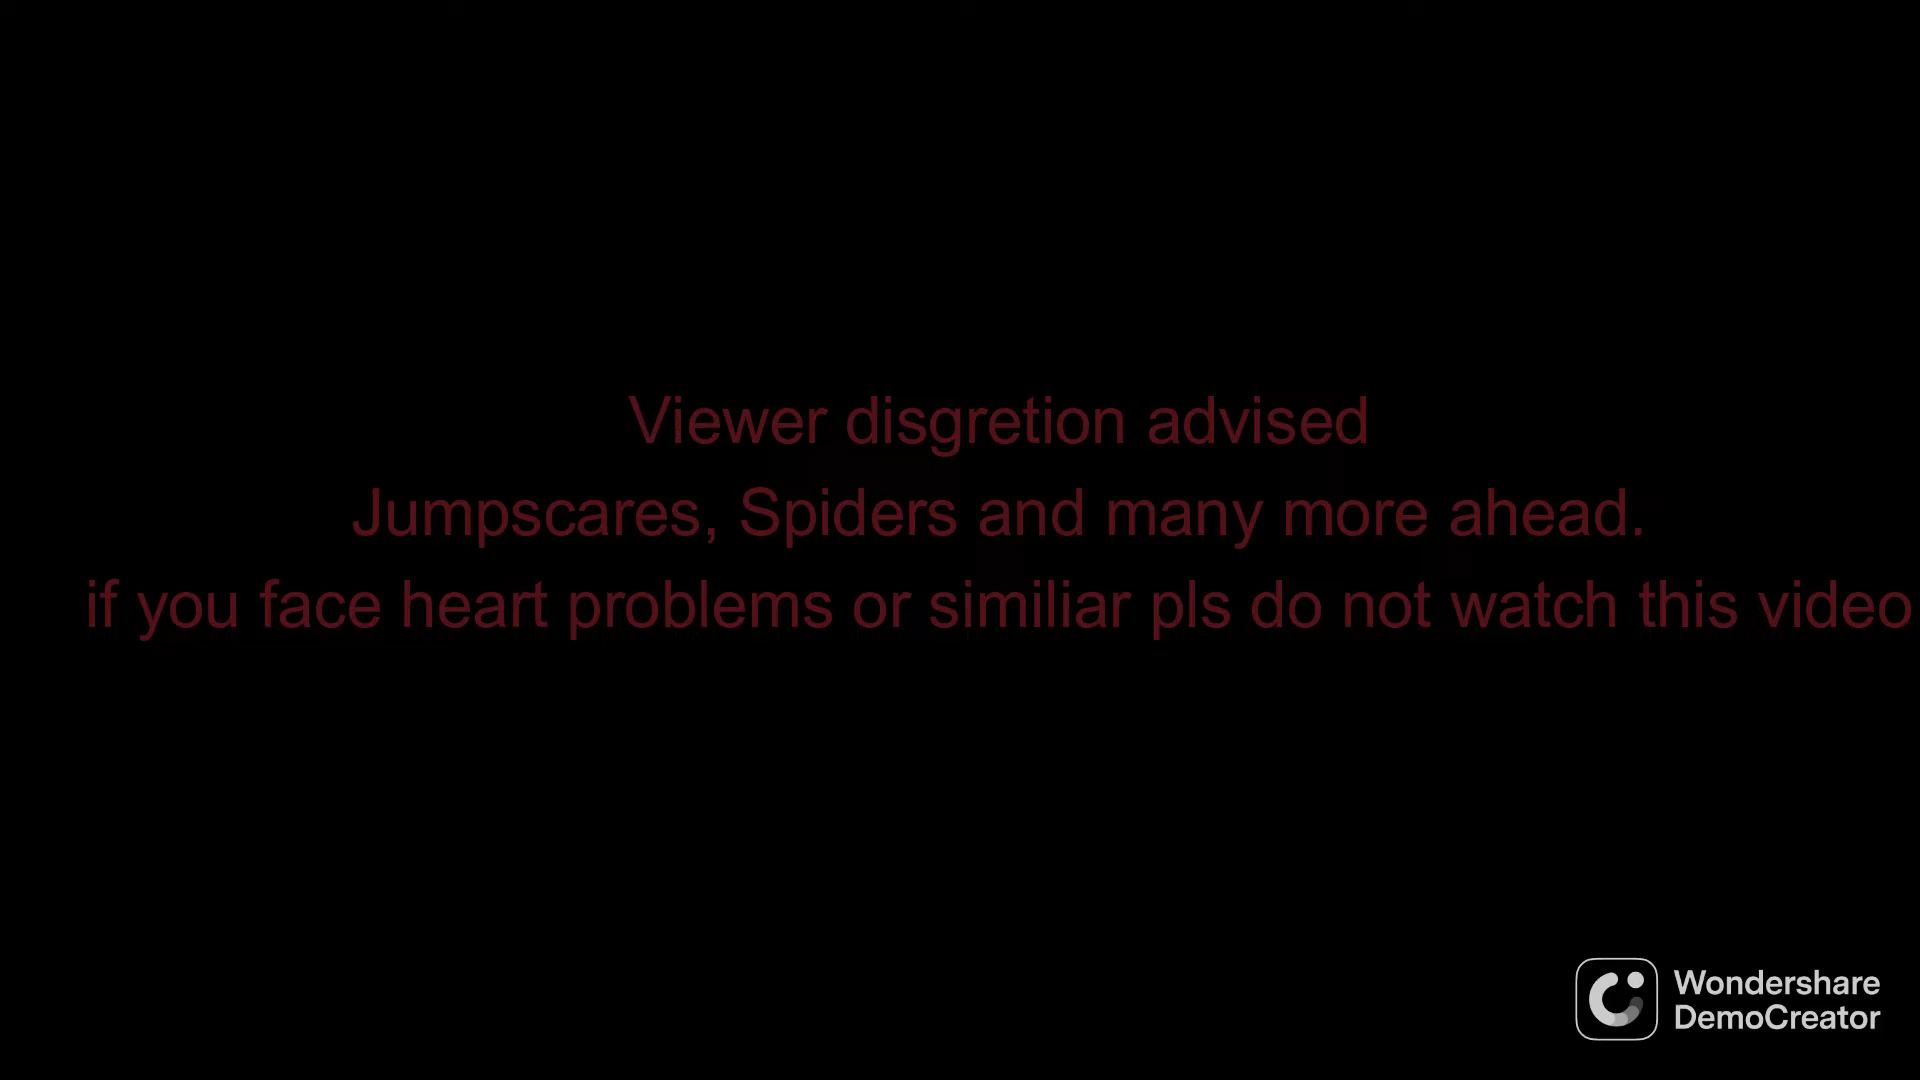 Viewer disgretion advised
Jumpscares, Spiders and many more ahead.
if you face heart problems or similiar pls do not watch this video
Wondershare
DemoCreator